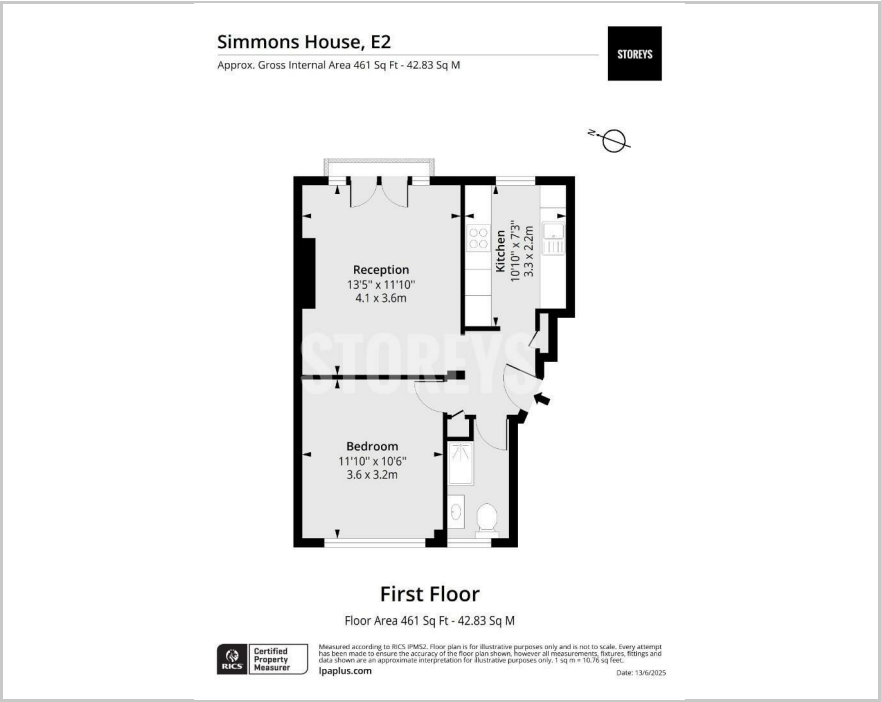 Simmons House, E2
Approx. Gross Internal Area 461 Sq Ft - 42.83 Sq M
STOREYS
N
Reception
13'5" x 11'10"
4.1 x 3.6m
Kitchen
10'10" x 7'3"
3.3 x 2.2m
STOREYS
Bedroom
11'10" x 10'6"
3.6 x 3.2m
First Floor
Floor Area 461 Sq Ft - 42.83 Sq M
RICS
Certified
Property
Measurer
Measured according to RICS IPMS2. Floor plan is for illustrative purposes only and is not to scale. Every attempt
has been made to ensure the accuracy of the floor plan shown, however all measurements, fixtures, fittings and
data shown are an approximate interpretation for illustrative purposes only. 1 sq m = 10.76 sq feet.
lpaplus.com
Date: 13/6/2025